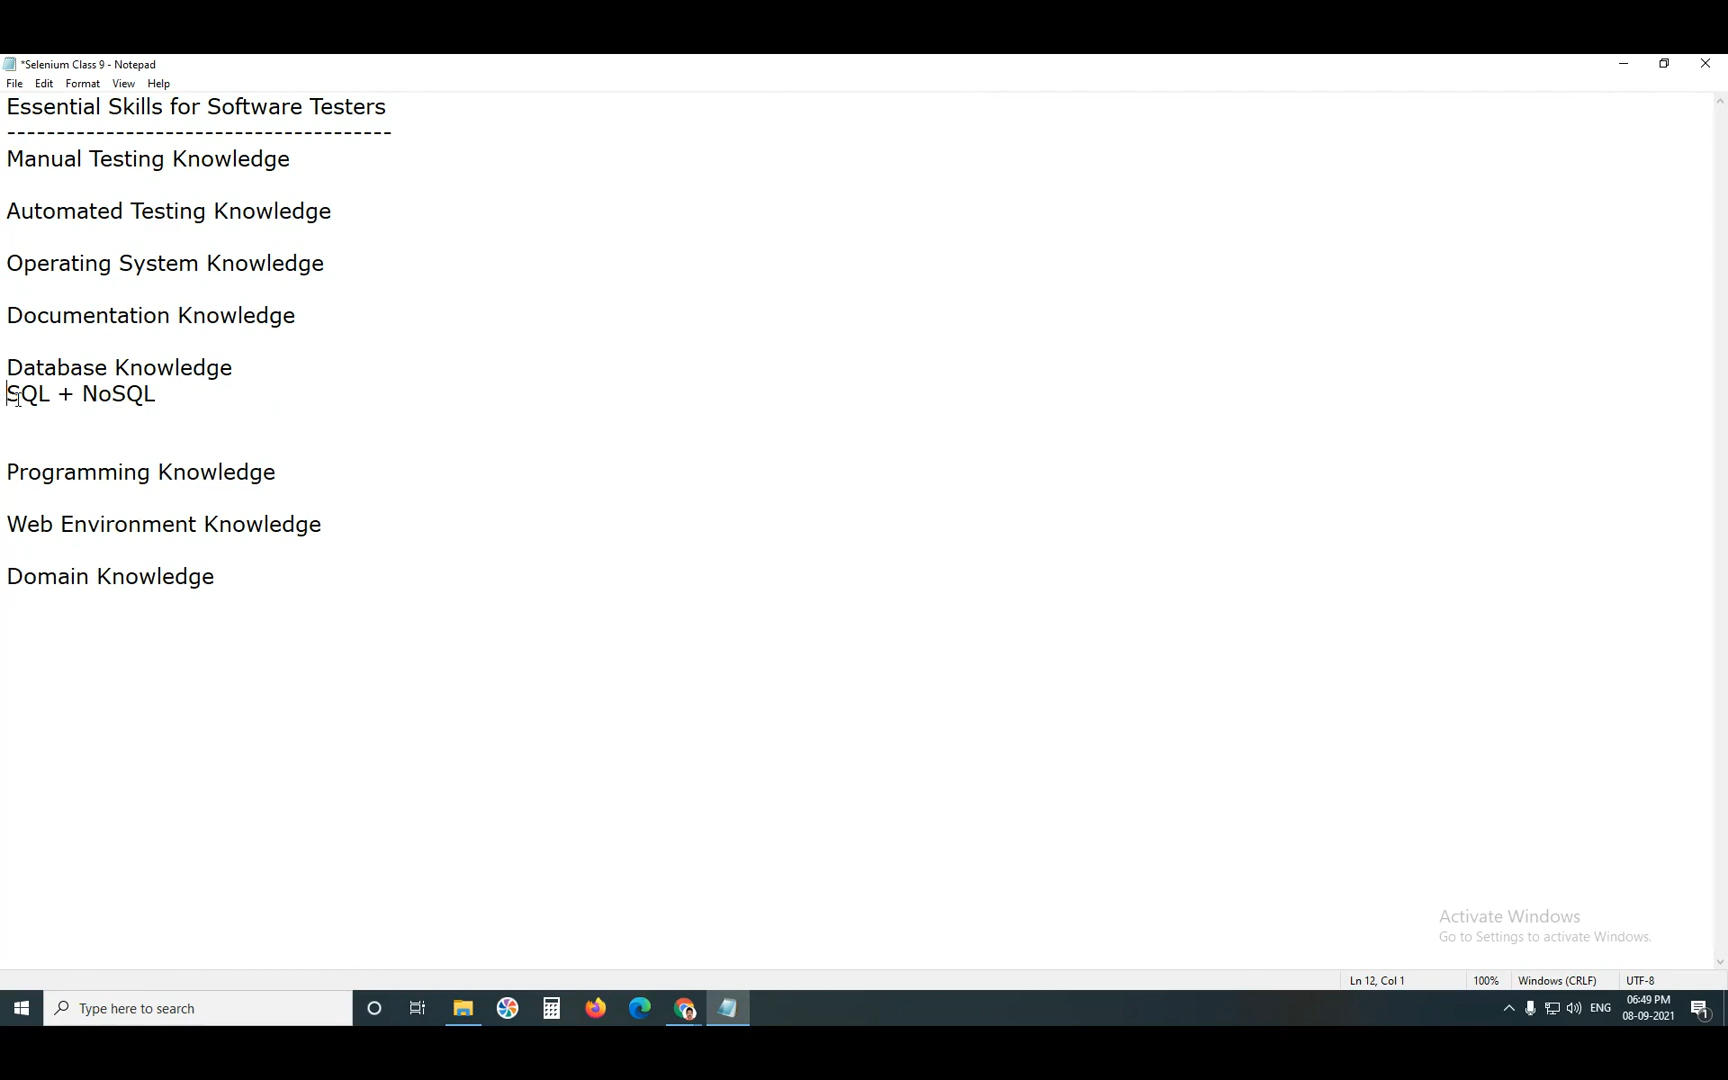 *Selenium Class 9 - Notepad
File Edit Format View Help
Essential Skills for Software Testers
---------------------------------------
Manual Testing Knowledge
Automated Testing Knowledge
Operating System Knowledge
Documentation Knowledge
Database Knowledge
SQL + NoSQL
Programming Knowledge
Web Environment Knowledge
Domain Knowledge
Activate Windows
Go to Settings to activate Windows.
Ln 12, Col 1 100% Windows (CRLF) UTF-8
Type here to search
ENG
06:49 PM
08-09-2021
1